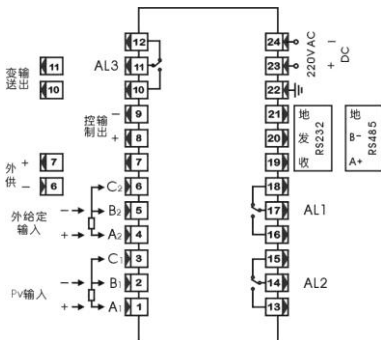 变输
送出
11
10
外供
+ 7
- 6
外给定
输入
-
+
Pv输入
-
+
AL3
控输
制出
-
+
C2
B2
A2
C1
B1
A1
12
11
10
9
8
7
6
5
4
3
2
1
24
23
22
21
20
19
18
17
16
15
14
13
220VAC
- +
DC
地
发
收
RS232
地
B-
A+
RS485
AL1
AL2